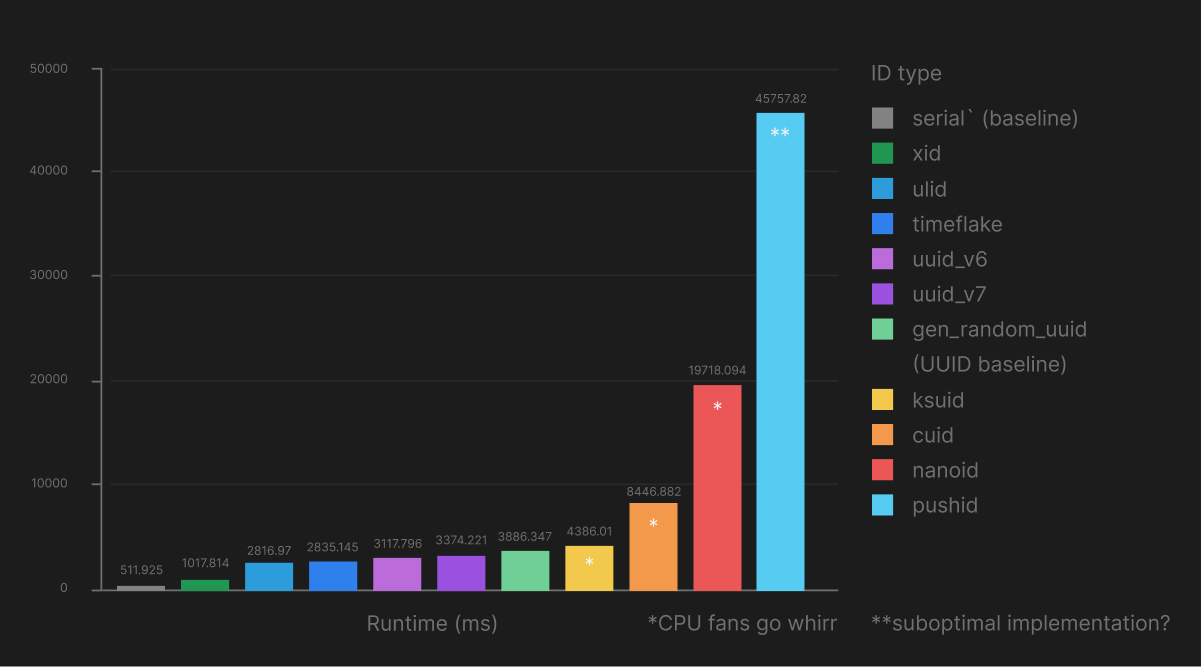 50000
40000
30000
20000
10000
0
511.925
1017.814
2816.97
2835.145
3117.796
3374.221
3886.347
4386.01
*
8446.882
*
19718.094
*
45757.82
**
Runtime (ms)
*CPU fans go whirr
**suboptimal implementation?
ID type
serial` (baseline)
xid
ulid
timeflake
uuid_v6
uuid_v7
gen_random_uuid
(UUID baseline)
ksuid
cuid
nanoid
pushid